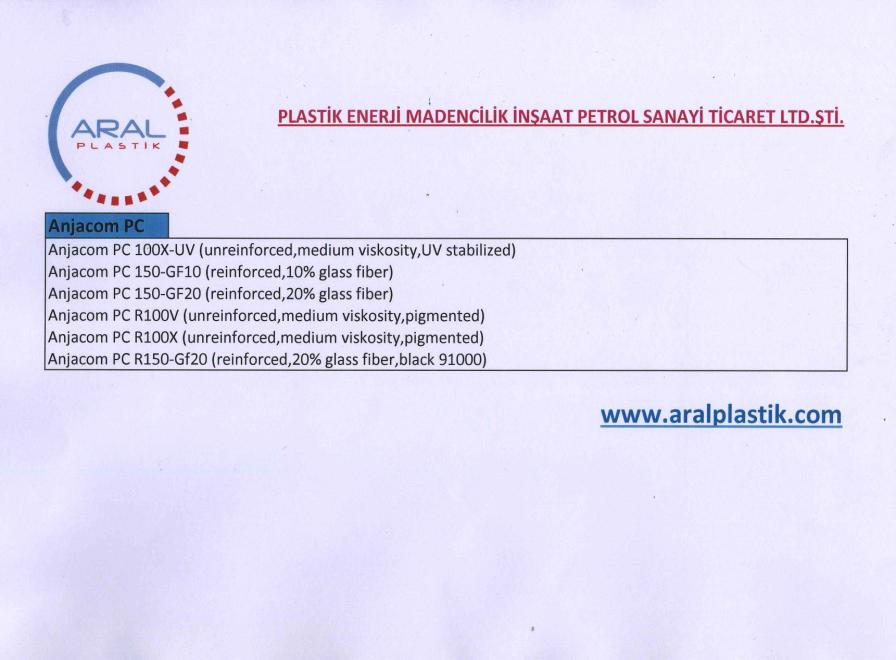 ARAL
PLASTİK
PLASTİK ENERJİ MADENCİLİK İNŞAAT PETROL SANAYİ TİCARET LTD.ŞTİ.
Anjacom PC
Anjacom PC 100X-UV (unreinforced,medium viskosity,UV stabilized)
Anjacom PC 150-GF10 (reinforced,10% glass fiber)
Anjacom PC 150-GF20 (reinforced,20% glass fiber)
Anjacom PC R100V (unreinforced,medium viskosity,pigmented)
Anjacom PC R100X (unreinforced,medium viskosity,pigmented)
Anjacom PC R150-Gf20 (reinforced,20% glass fiber,black 91000)
www.aralplastik.com